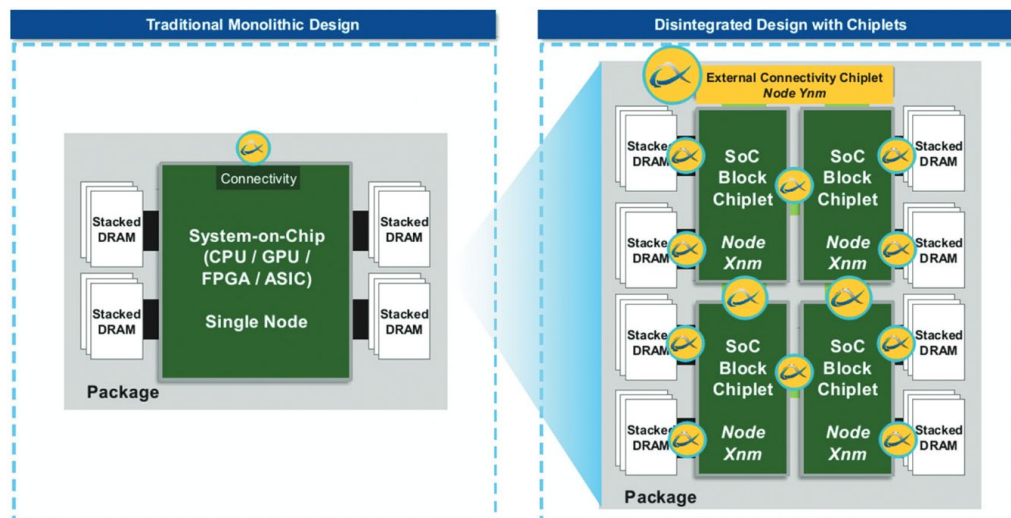 Traditional Monolithic Design
Connectivity
Stacked
DRAM
Stacked
DRAM
System-on-Chip
(CPU / GPU /
FPGA / ASIC)
Single Node
Stacked
DRAM
Stacked
DRAM
Package
Disintegrated Design with Chiplets
External Connectivity Chiplet
Node Ynm
Stacked
DRAM
SoC
Block
Chiplet
Node
Xnm
SoC
Block
Chiplet
Node
Xnm
Stacked
DRAM
Stacked
DRAM
Stacked
DRAM
Stacked
DRAM
SoC
Block
Chiplet
Node
Xnm
SoC
Block
Chiplet
Node
Xnm
Stacked
DRAM
Stacked
DRAM
Stacked
DRAM
Package